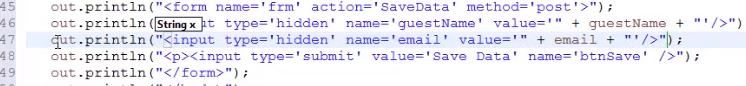 45 out.println("<form name='frm' action='SaveData' method='post'>");
46 String x t type='hidden' name='guestName' value='" + guestName + "'/>")
47 out.println("<input type='hidden' name='email' value='" + email + "'/>");
48 out.println("<p><input type='submit' value='Save Data' name='btnSave' />");
49 out.println("</form>");